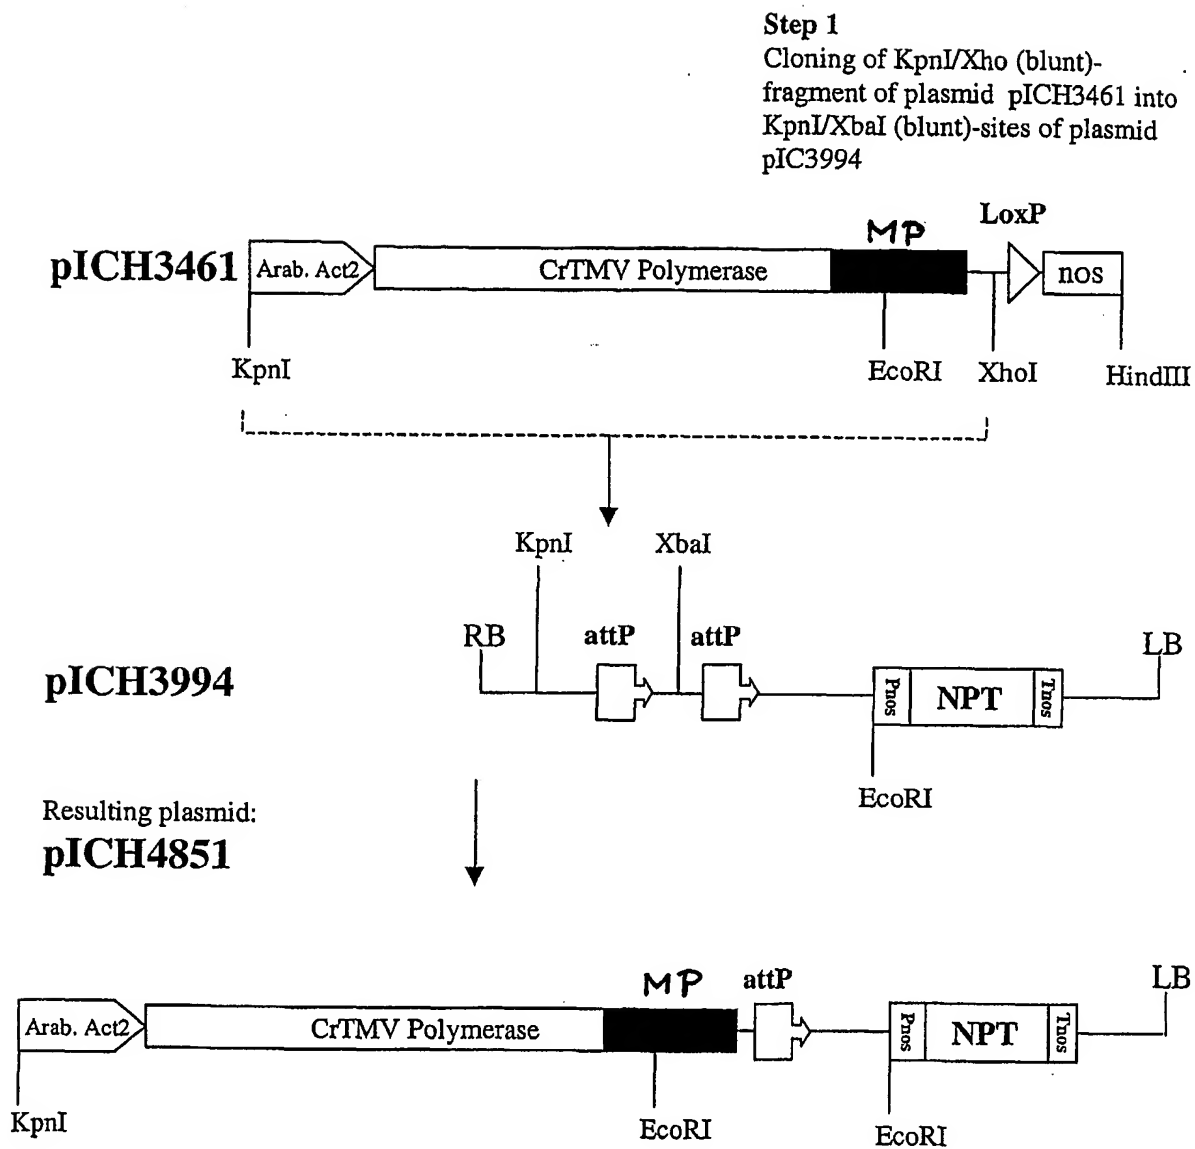 Step 1
Cloning of KpnI/Xho (blunt)-
fragment of plasmid pICH3461 into
KpnI/XbaI (blunt)-sites of plasmid
pIC3994
LoxP
MP
pICH3461
Arab. Act2
CrTMV Polymerase
nos
KpnI
EcoRI
XhoI
HindIII
KpnI
XbaI
RB
attP
attP
LB
pICH3994
Pnos
NPT
Tnos
EcoRI
Resulting plasmid:
pICH4851
MP
attP
LB
Arab. Act2
CrTMV Polymerase
Pnos
NPT
Tnos
KpnI
EcoRI
EcoRI